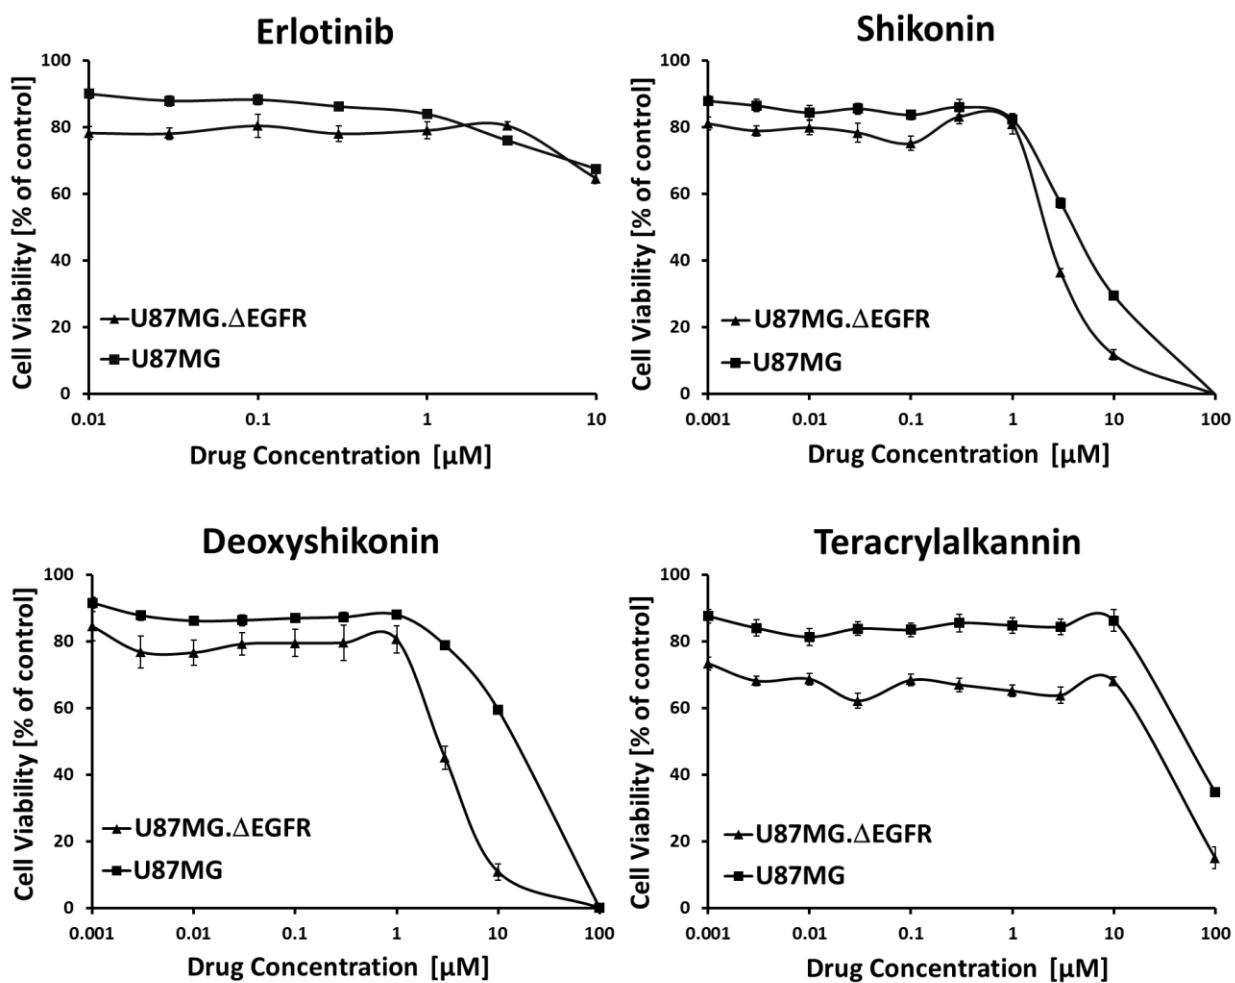 Erlotinib
Cell Viability [% of control]
100
80
60
40
20
0
U87MG.ΔEGFR
U87MG
0.01
0.1
1
10
Drug Concentration [µM]
Shikonin
Cell Viability [% of control]
100
80
60
40
20
0
U87MG.ΔEGFR
U87MG
0.001
0.01
0.1
1
10
100
Drug Concentration [µM]
Deoxyshikonin
Cell Viability [% of control]
100
80
60
40
20
0
U87MG.ΔEGFR
U87MG
0.001
0.01
0.1
1
10
100
Drug Concentration [µM]
Teracrylalkannin
Cell Viability [% of control]
100
80
60
40
20
0
U87MG.ΔEGFR
U87MG
0.001
0.01
0.1
1
10
100
Drug Concentration [µM]